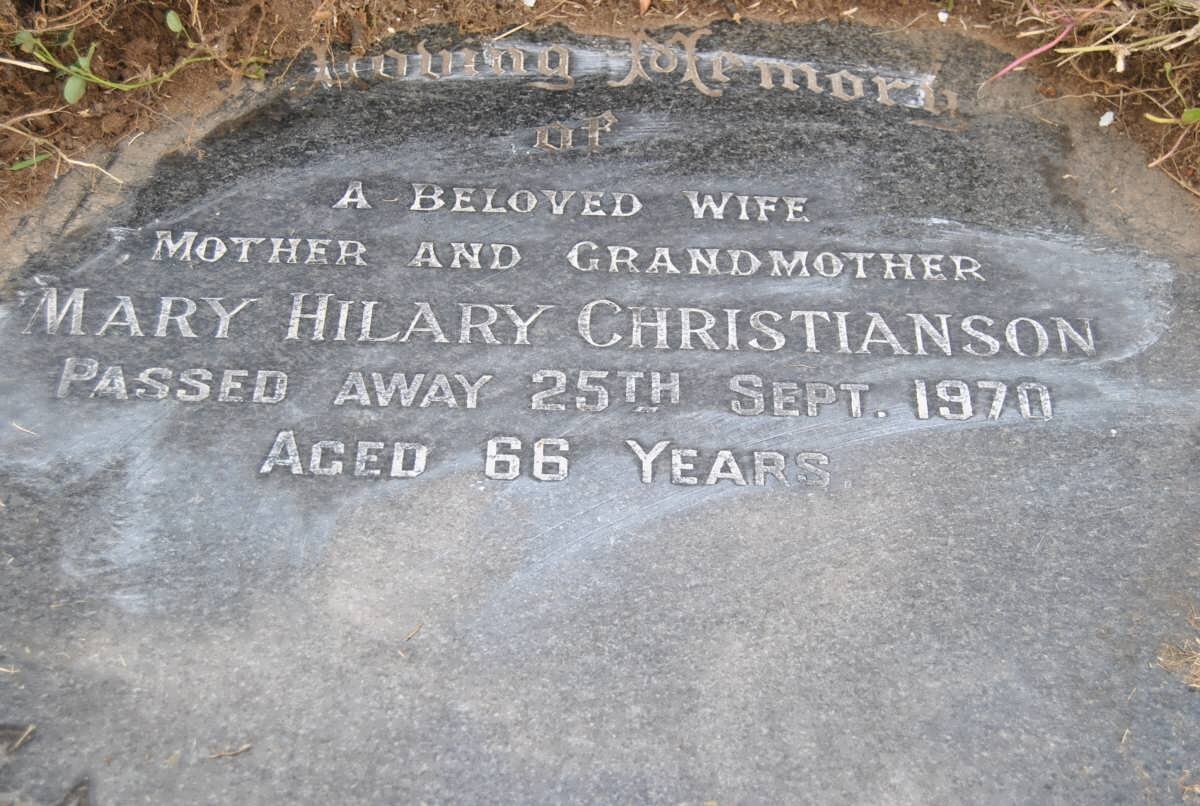 Loving Memory
of
A BELOVED WIFE
MOTHER AND GRANDMOTHER
MARY HILARY CHRISTIANSON
PASSED AWAY 25TH SEPT. 1970
AGED 66 YEARS.